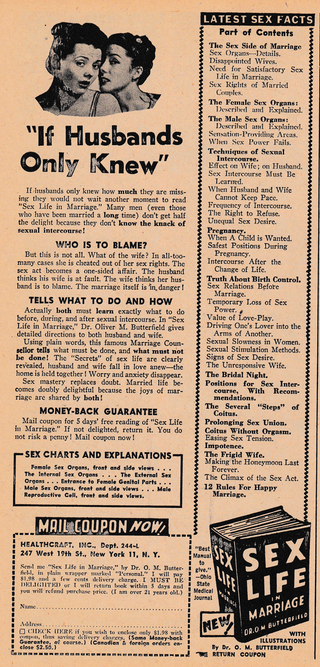 "If Husbands
Only Knew"
If husbands only knew how much they are miss-
ing they would not wait another moment to read
"Sex Life in Marriage." Many men (even those
who have been married a long time) don't get half
the delight because they don't know the knack of
sexual intercourse!
WHO IS TO BLAME?
But this is not all. What of the wife? In all-too-
many cases she is cheated out of her sex rights. The
sex act becomes a one-sided affair. The husband
thinks his wife is at fault. The wife thinks her hus-
band is to blame. The marriage itself is in danger!
TELLS WHAT TO DO AND HOW
Actually both must learn exactly what to do
before, during, and after sexual intercourse. In "Sex
Life in Marriage," Dr. Oliver M. Butterfield gives
detailed directions to both husband and wife.
Using plain words, this famous Marriage Coun-
sellor tells what must be done, and what must not
be done! The "Secrets" of sex life are clearly
revealed, husband and wife fall in love anew—the
home is held together! Worry and anxiety disappear.
Sex mastery replaces doubt. Married life be-
comes doubly delightful because the joys of mar-
riage are shared by both!
MONEY-BACK GUARANTEE
Mail coupon for 5 days' free reading of "Sex Life
in Marriage." If not delighted, return it. You do
not risk a penny! Mail coupon now!
SEX CHARTS AND EXPLANATIONS
Female Sex Organs, front and side views . . .
The Internal Sex Organs . . . The External Sex
Organs . . . Entrance to Female Genital Parts . . .
Male Sex Organs, front and side views . . . Male
Reproductive Cell, front and side views.
MAIL COUPON NOW!
HEALTHCRAFT, INC., Dept. 244-L
247 West 19th St., New York 11, N. Y.
Send me "Sex Life in Marriage," by Dr. O. M. Butter-
field, in plain wrapper marked "Personal." I will pay
$1.98 and a few cents delivery charge. I MUST BE
DELIGHTED or I will return book within 5 days and
you will refund purchase price. (I am over 21 years old.)
Name
Address
CHECK HERE if you wish to enclose only $1.98 with
coupon, thus saving delivery charges. (Same Money-back
Guarantee, of course.) (Canadian & foreign orders en-
close $2.50.)
LATEST SEX FACTS
Part of Contents
The Sex Side of Marriage
Sex Organs—Details.
Disappointed Wives.
Need for Satisfactory Sex
Life in Marriage.
Sex Rights of Married
Couples.
The Female Sex Organs:
Described and Explained.
The Male Sex Organs:
Described and Explained.
Sensation-Providing Areas.
When Sex Power Fails.
Techniques of Sexual
Intercourse.
Effect on Wife; on Husband.
Sex Intercourse Must Be
Learned.
When Husband and Wife
Cannot Keep Pace.
Frequency of Intercourse.
The Right to Refuse.
Unequal Sex Desire.
Pregnancy.
When A Child is Wanted.
Safest Positions During
Pregnancy.
Intercourse After the
Change of Life.
Truth About Birth Control.
Sex Relations Before
Marriage.
Temporary Loss of Sex
Power.
Value of Love-Play.
Driving One's Lover into the
Arms of Another.
Sexual Slowness in Women.
Sexual Stimulation Methods.
Signs of Sex Desire.
The Unresponsive Wife.
The Bridal Night.
Positions for Sex Inter-
course, With Recom-
mendations.
The Several "Steps" of
Coitus.
Prolonging Sex Union.
Coitus Without Orgasm.
Easing Sex Tension.
Impotence.
The Frigid Wife.
Making the Honeymoon Last
Forever.
The Climax of the Sex Act.
12 Rules For Happy
Marriage.
"Best
Manual
to
give."
—Ohio
State
Medical
Journal.
NEW!
SEX
LIFE
IN
MARRIAGE
DR. O. M. BUTTERFIELD
WITH
ILLUSTRATIONS
By Dr. O. M. BUTTERFIELD
RETURN COUPON